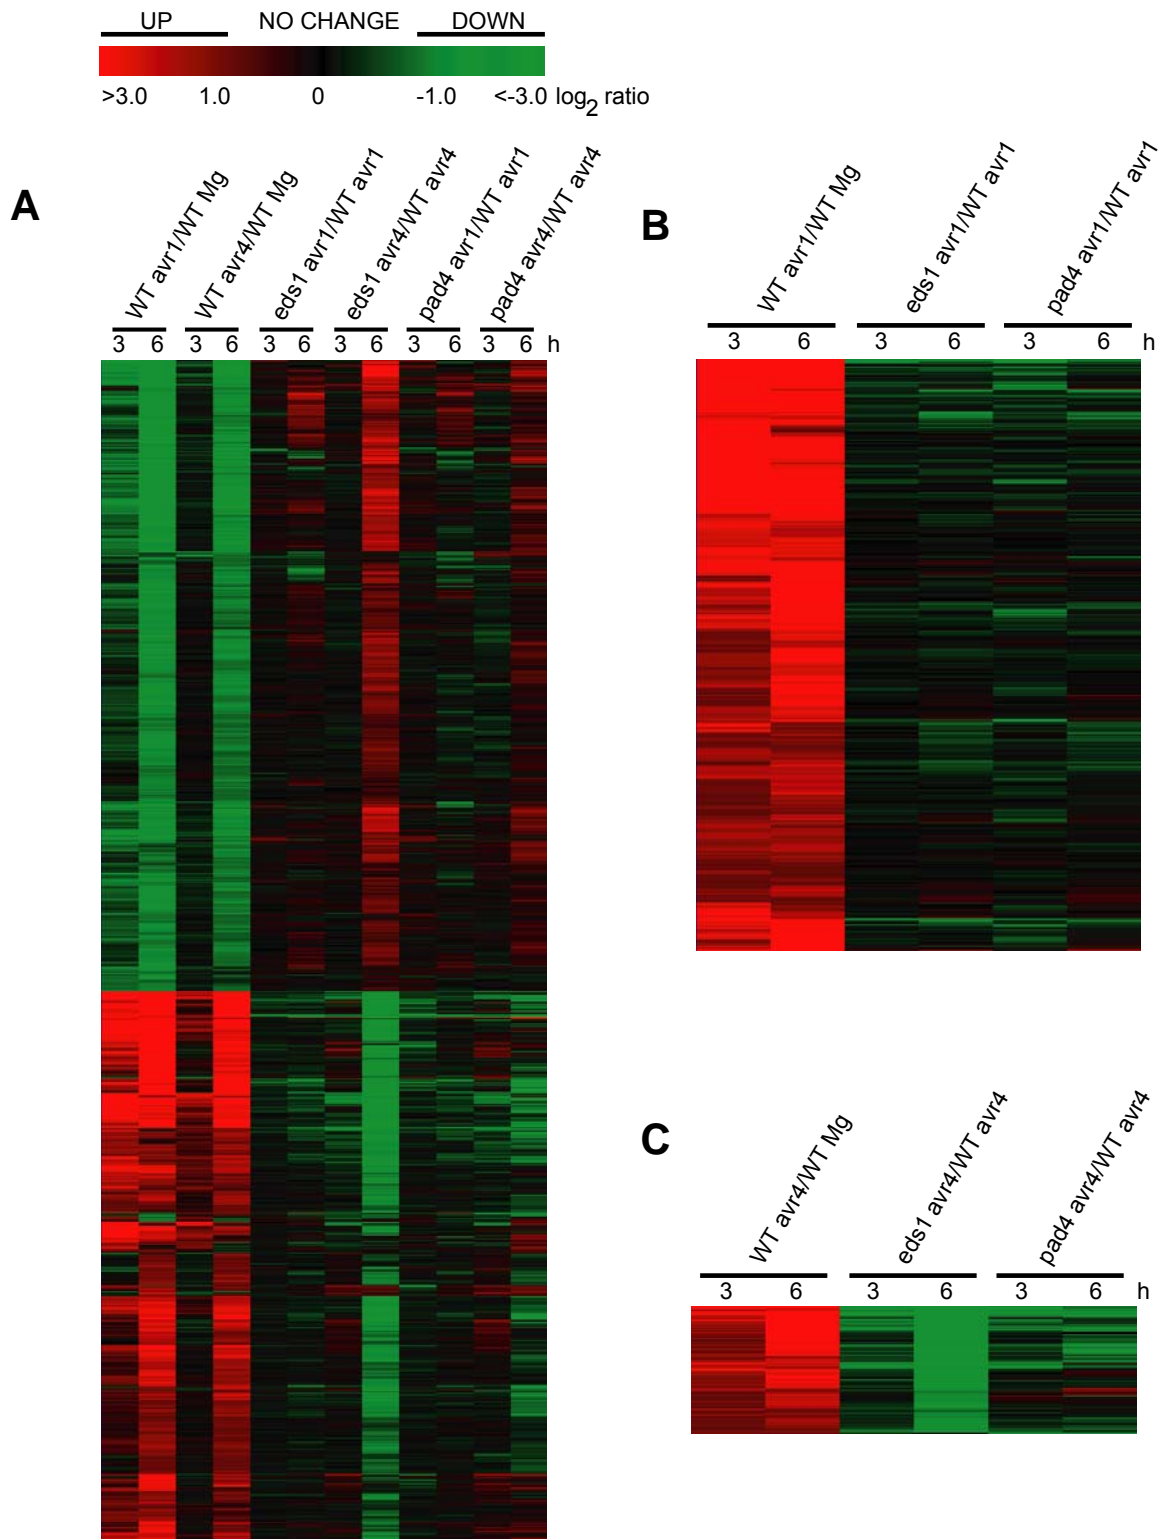 UP NO CHANGE DOWN
>3.0 1.0 0 -1.0 <-3.0 log2 ratio
A
WT avr1/WT Mg
WT avr4/WT Mg
eds1 avr1/WT avr1
eds1 avr4/WT avr4
pad4 avr1/WT avr1
pad4 avr4/WT avr4
3 6 3 6 3 6 3 6 3 6 3 6 h
B
WT avr1/WT Mg
eds1 avr1/WT avr1
pad4 avr1/WT avr1
3 6 3 6 3 6 h
C
WT avr4/WT Mg
eds1 avr4/WT avr4
pad4 avr4/WT avr4
3 6 3 6 3 6 h